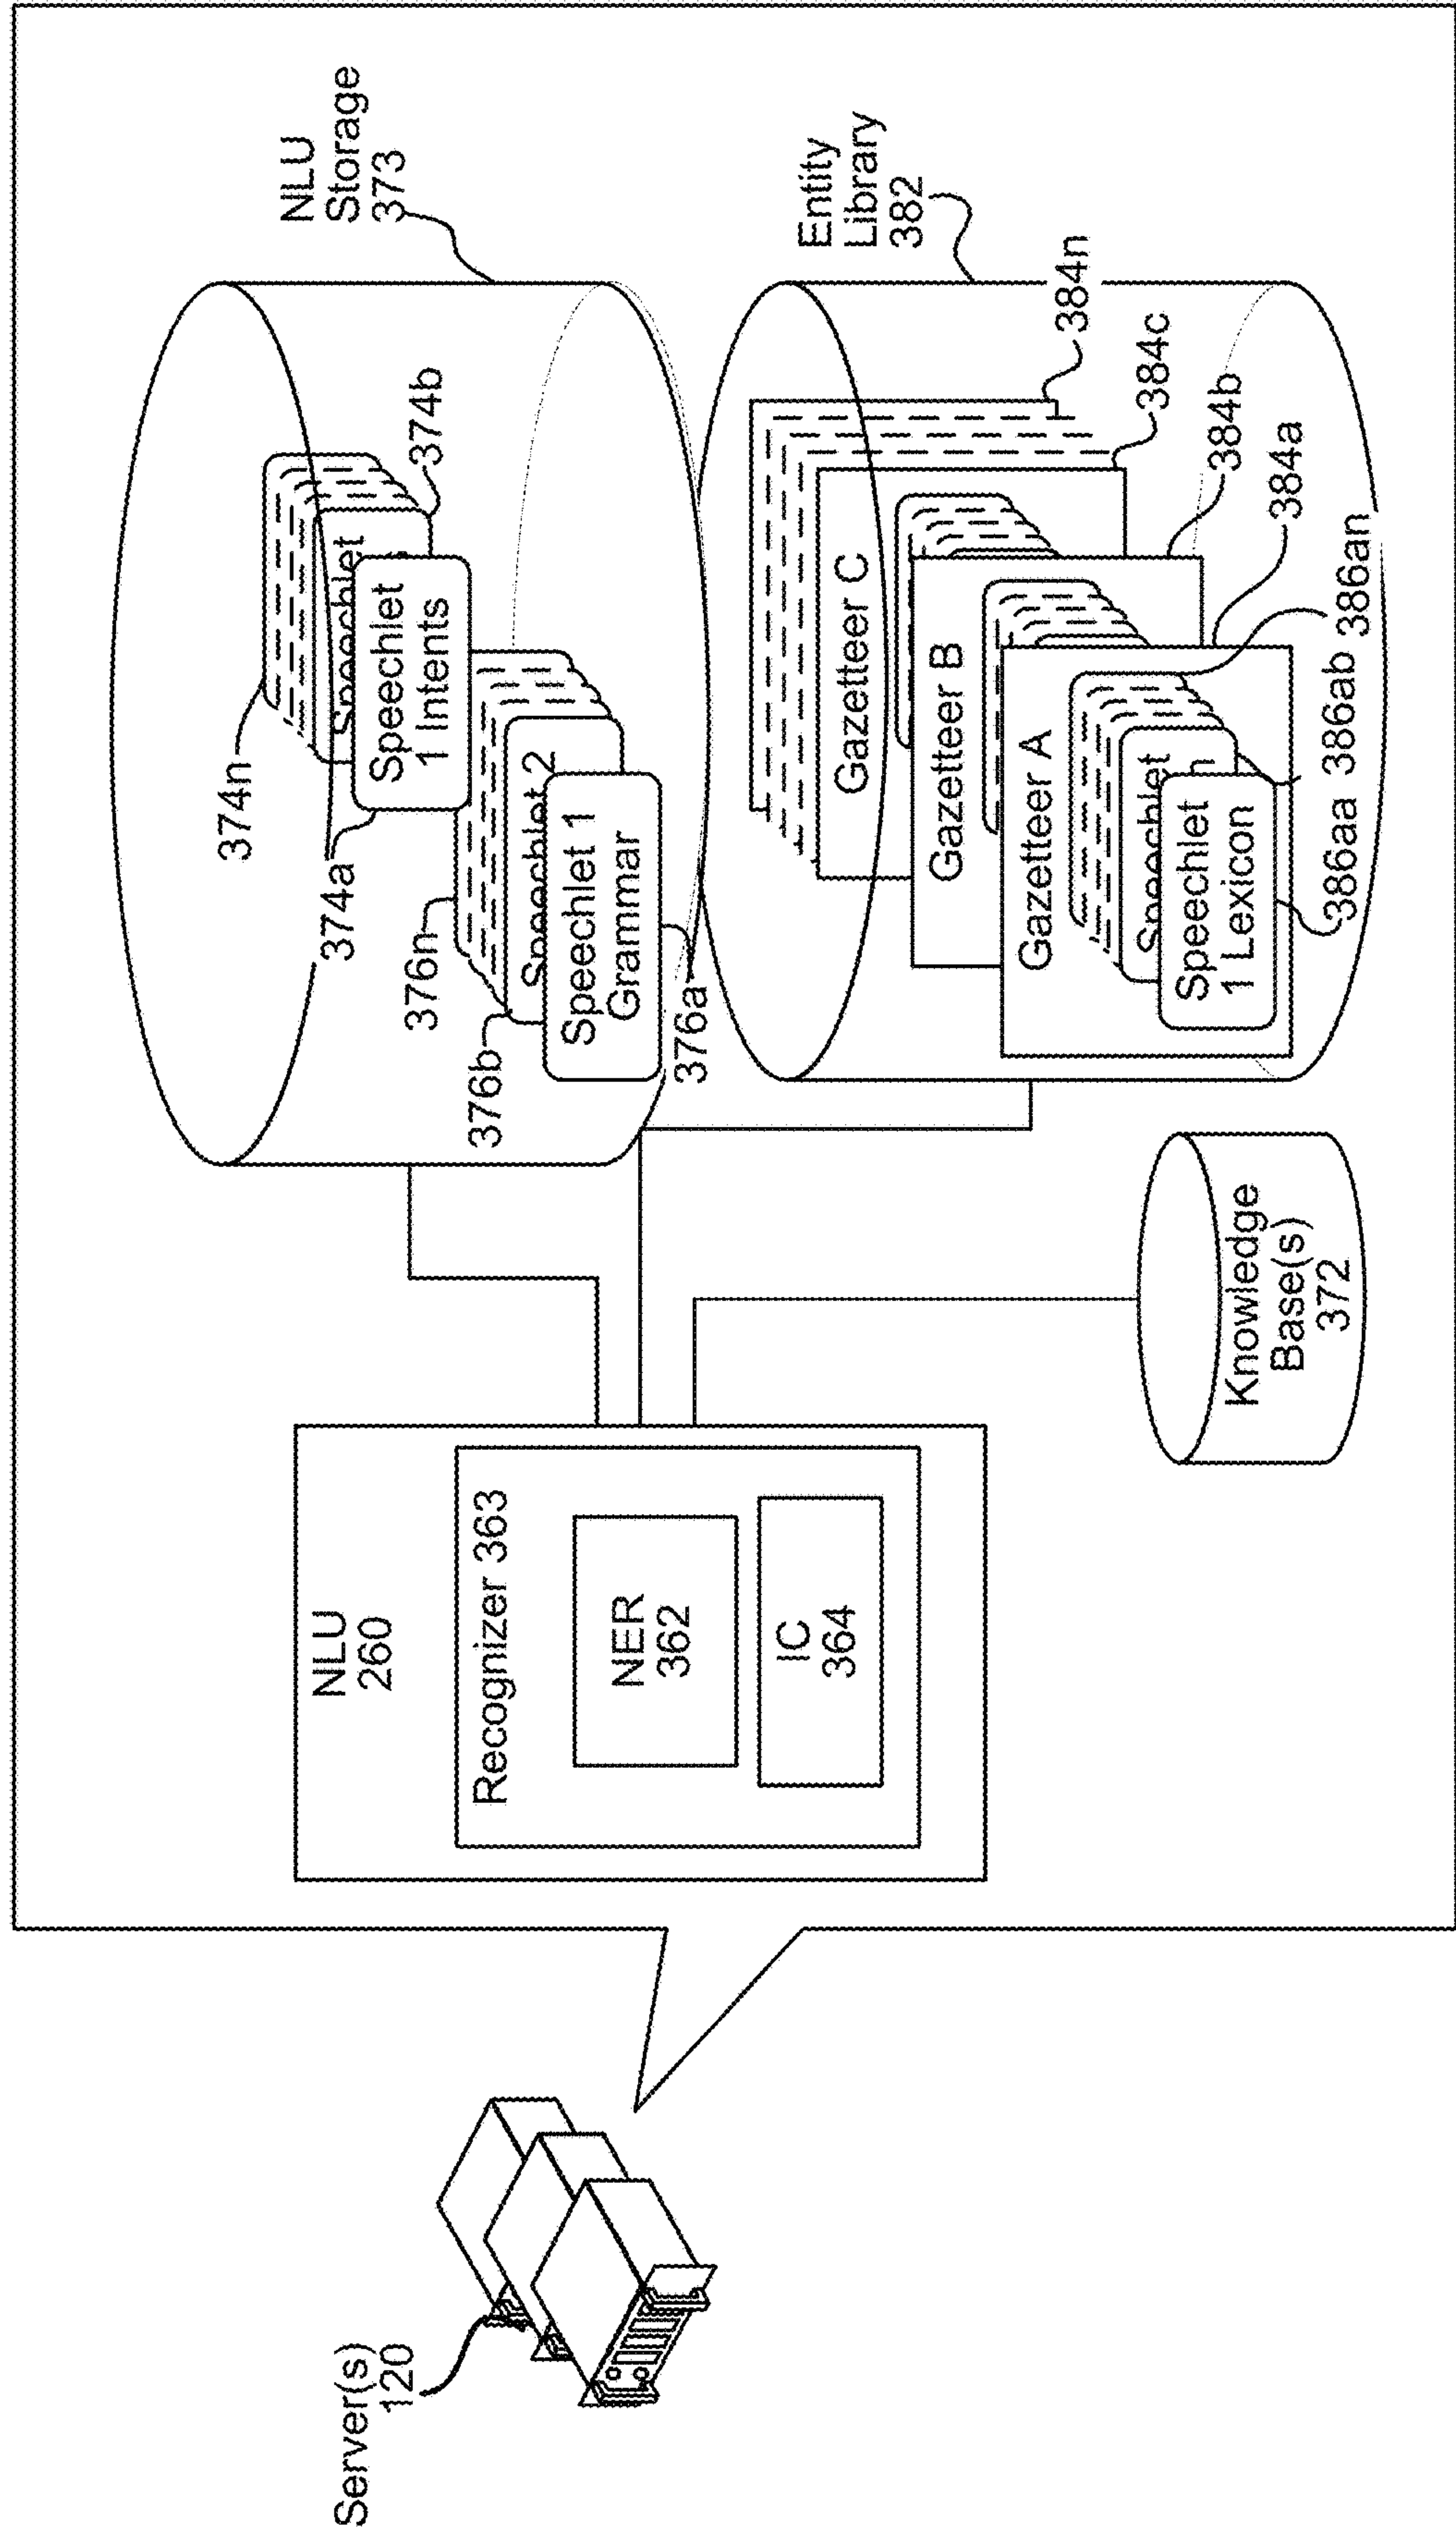 Server(s)
120
NLU
260
Recognizer 363
NER
362
IC
364
NLU
Storage
373
374n
374a
374b
Speechlet
Speechlet
1 Intents
376n
376b
376a
Speechlet 2
Speechlet 1
Grammar
Entity
Library
382
384n
384c
384b
384a
Gazetteer C
Gazetteer B
Gazetteer A
Speechlet
Speechlet
1 Lexicon
386aa
386ab
386an
Knowledge
Base(s)
372